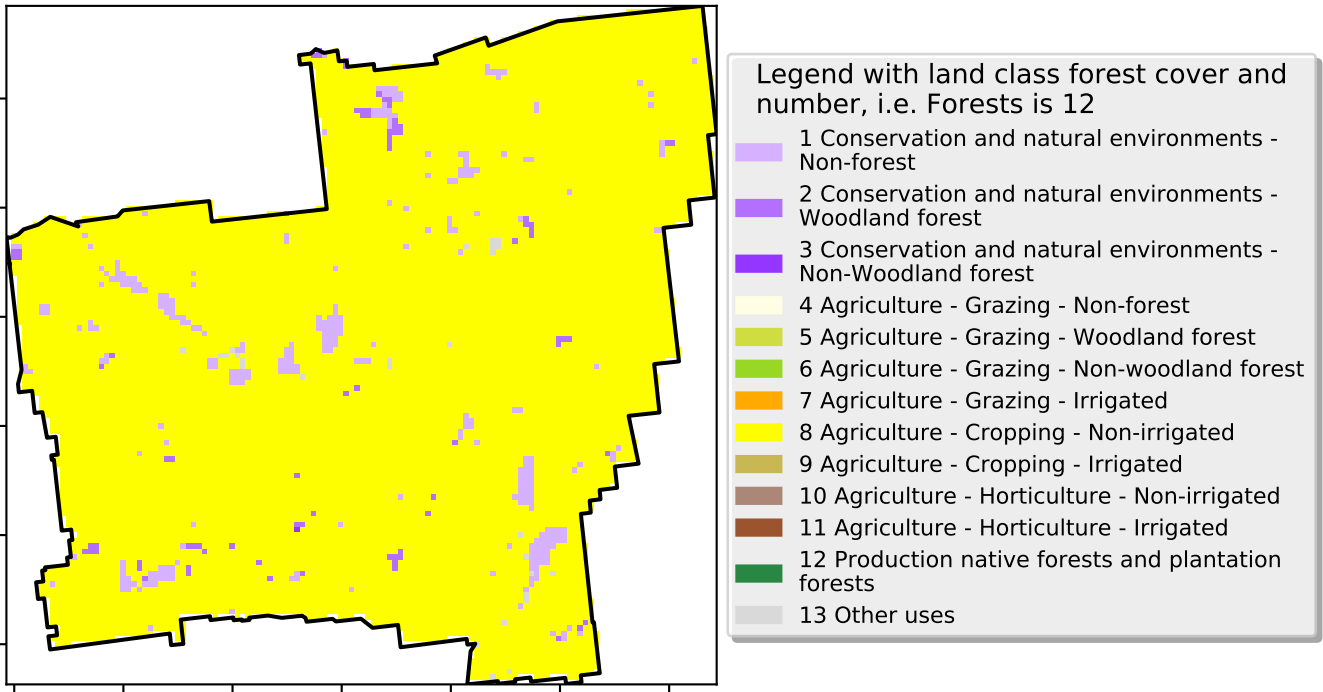 Legend with land class forest cover and
number, i.e. Forests is 12
1 Conservation and natural environments -
Non-forest
2 Conservation and natural environments -
Woodland forest
3 Conservation and natural environments -
Non-Woodland forest
4 Agriculture - Grazing - Non-forest
5 Agriculture - Grazing - Woodland forest
6 Agriculture - Grazing - Non-woodland forest
7 Agriculture - Grazing - Irrigated
8 Agriculture - Cropping - Non-irrigated
9 Agriculture - Cropping - Irrigated
10 Agriculture - Horticulture - Non-irrigated
11 Agriculture - Horticulture - Irrigated
12 Production native forests and plantation
forests
13 Other uses